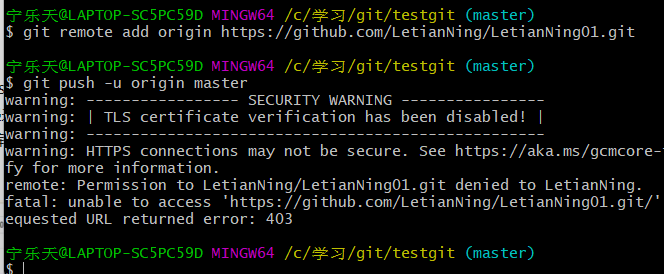 宁乐天@LAPTOP-SC5PC59D MINGW64 /c/学习/git/testgit (master)
$ git remote add origin https://github.com/LetianNing/LetianNing01.git
宁乐天@LAPTOP-SC5PC59D MINGW64 /c/学习/git/testgit (master)
$ git push -u origin master
warning: ----------------- SECURITY WARNING ----------------
warning: | TLS certificate verification has been disabled! |
warning: ---------------------------------------------------
warning: HTTPS connections may not be secure. See https://aka.ms/gcmcore-
fy for more information.
remote: Permission to LetianNing/LetianNing01.git denied to LetianNing.
fatal: unable to access 'https://github.com/LetianNing/LetianNing01.git/'
equested URL returned error: 403
宁乐天@LAPTOP-SC5PC59D MINGW64 /c/学习/git/testgit (master)
$